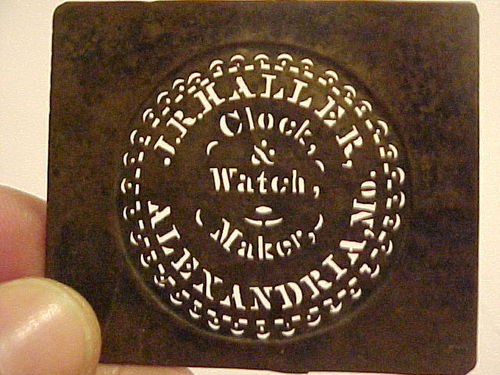 J.R.HALLER,
Clock,
&
Watch,
Maker,
ALEXANDRIA, Mo.